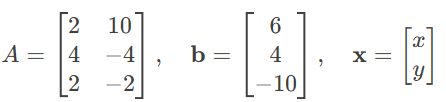 A = [2 10; 4 −4; 2 −2], b = [6; 4; −10], x = [x; y]